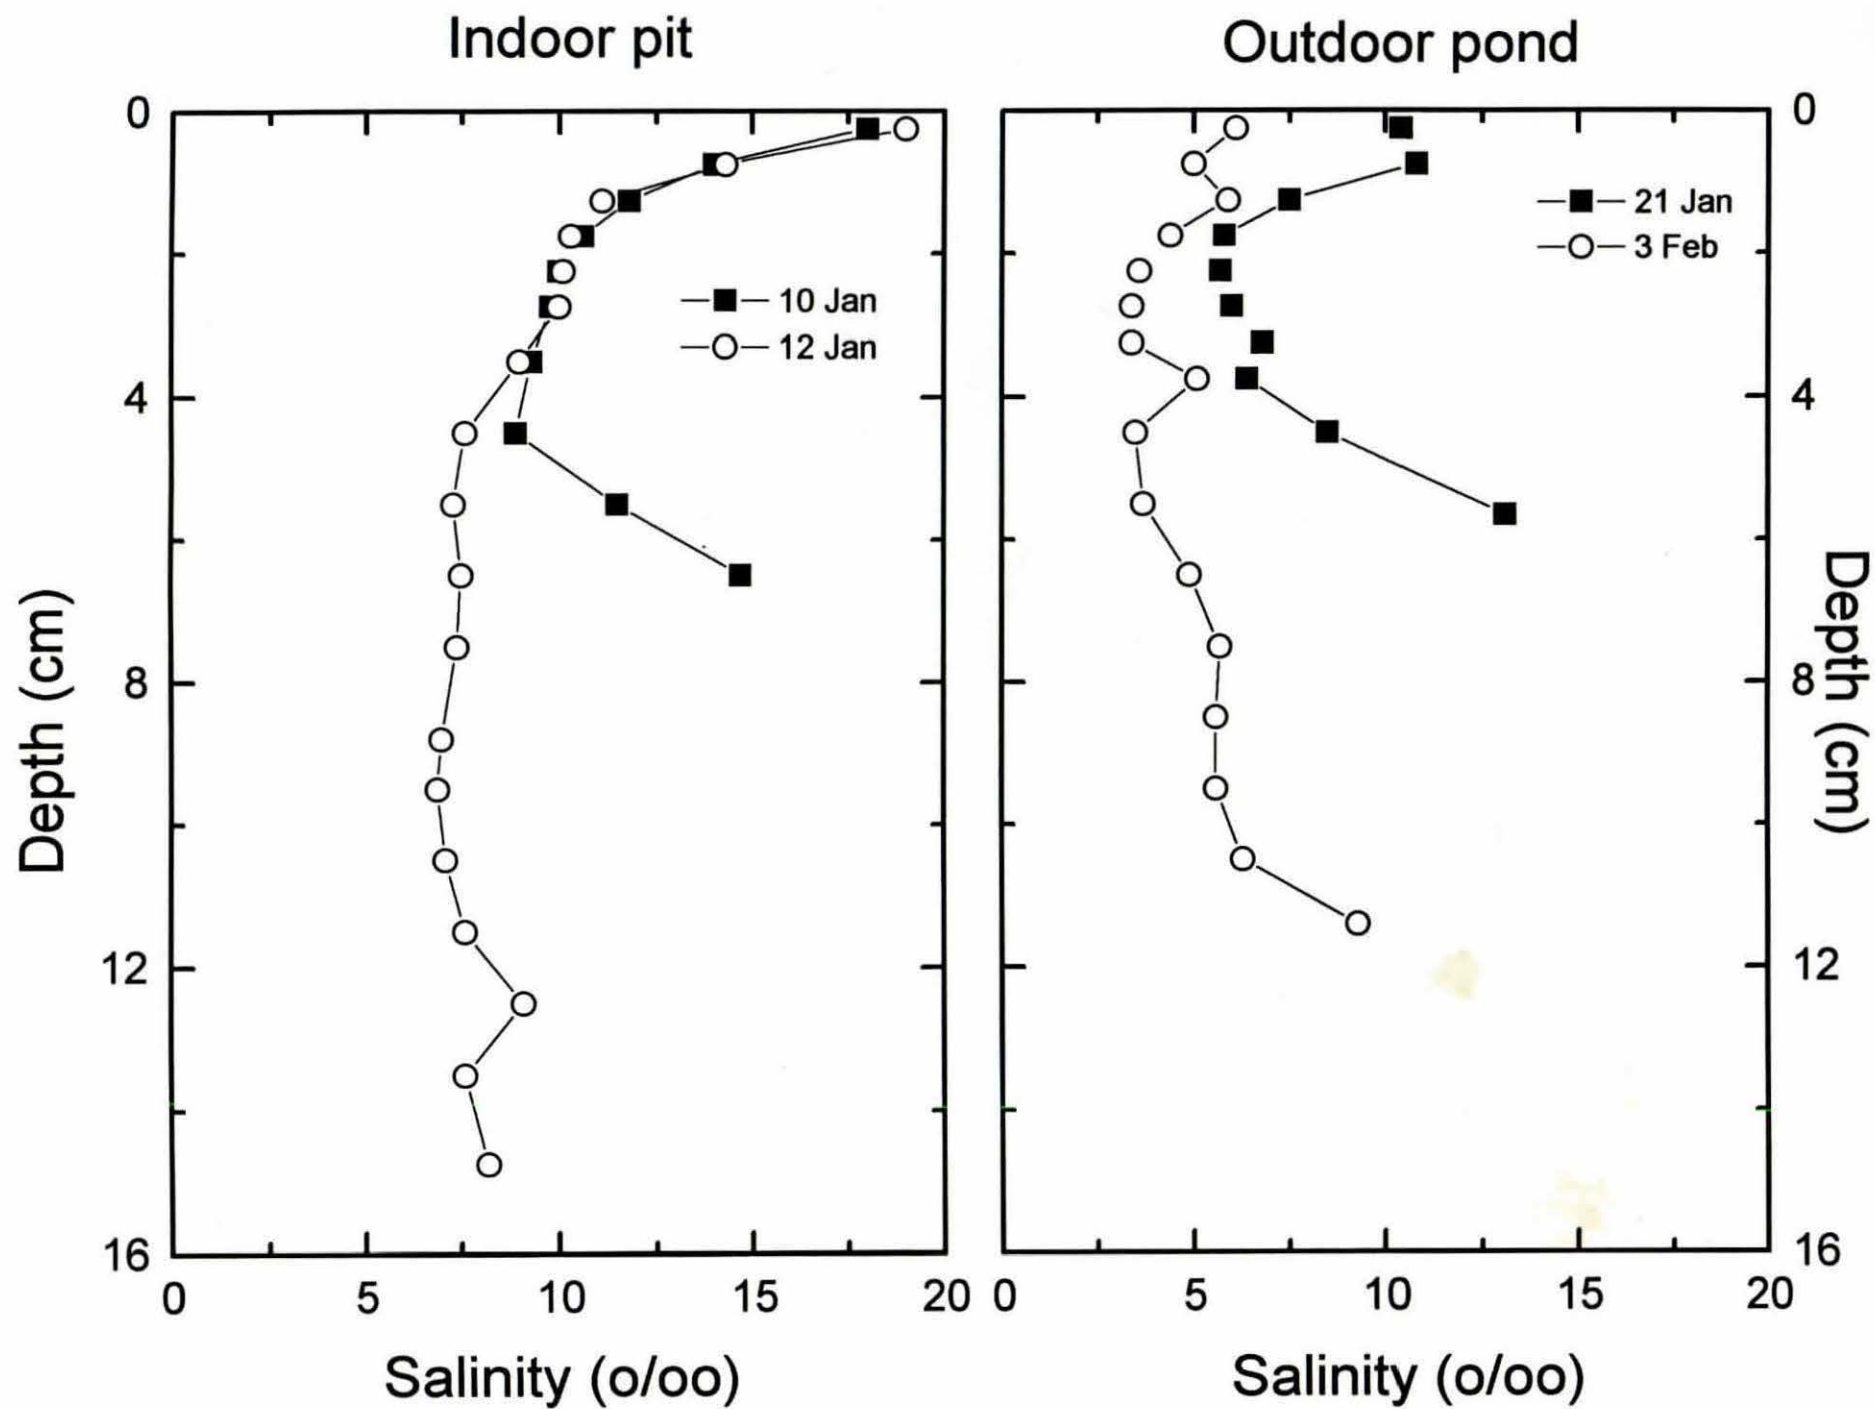 Indoor pit
Outdoor pond
0
4
8
12
16
Depth (cm)
10 Jan
12 Jan
0 5 10 15 20
Salinity (o/oo)
21 Jan
3 Feb
0
4
8
12
16
Depth (cm)
0 5 10 15 20
Salinity (o/oo)